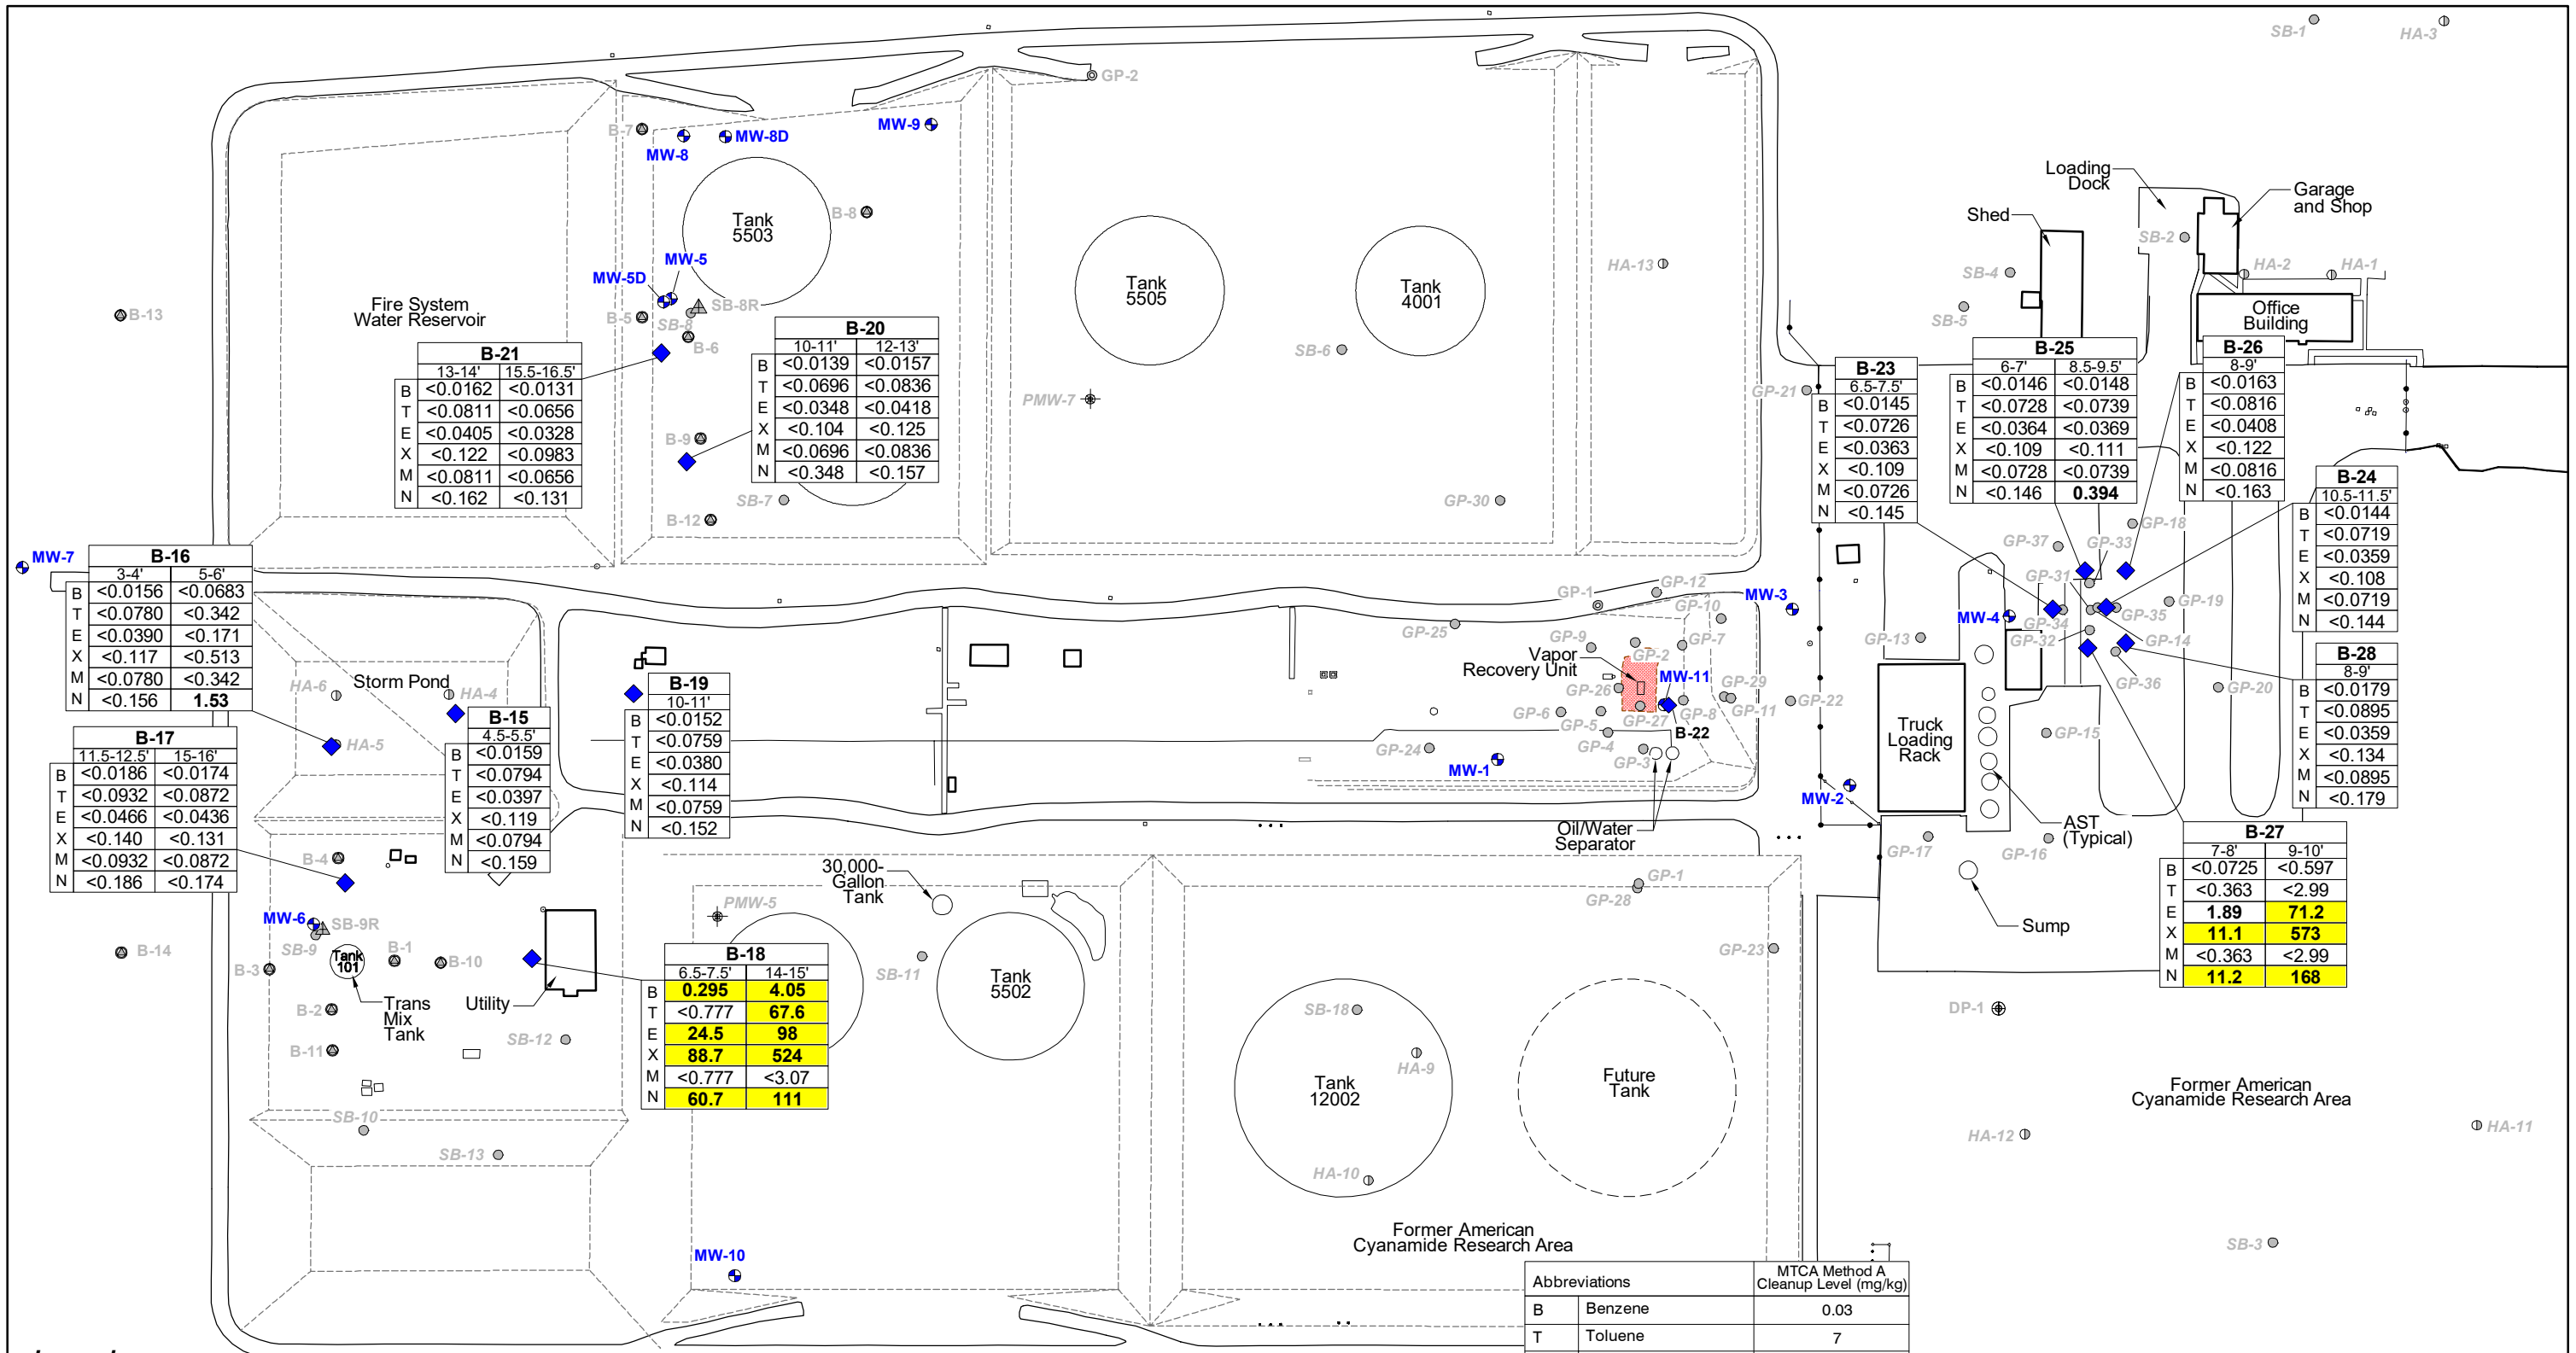 SB-1
HA-3
GP-2
B-7
MW-8
MW-8D
MW-9
Loading
Dock
Garage
and Shop
Shed
SB-2
HA-2
HA-1
SB-4
SB-5
Office
Building
Tank
5503
B-8
MW-5
MW-5D
SB-8R
SB-8
B-5
B-6
B-13
Fire System
Water Reservoir
Tank
5505
Tank
4001
HA-13
SB-6
PMW-7
GP-21
B-9
SB-7
B-12
GP-30
B-21
13-14' 15.5-16.5'
B <0.0162 <0.0131
T <0.0811 <0.0656
E <0.0405 <0.0328
X <0.122 <0.0983
M <0.0811 <0.0656
N <0.162 <0.131
B-20
10-11' 12-13'
B <0.0139 <0.0157
T <0.0696 <0.0836
E <0.0348 <0.0418
X <0.104 <0.125
M <0.0696 <0.0836
N <0.348 <0.157
B-23
6.5-7.5'
B <0.0145
T <0.0726
E <0.0363
X <0.109
M <0.0726
N <0.145
B-25
6-7' 8.5-9.5'
B <0.0146 <0.0148
T <0.0728 <0.0739
E <0.0364 <0.0369
X <0.109 <0.111
M <0.0728 <0.0739
N <0.146 0.394
B-26
8-9'
B <0.0163
T <0.0816
E <0.0408
X <0.122
M <0.0816
N <0.163
B-24
10.5-11.5'
B <0.0144
T <0.0719
E <0.0359
X <0.108
M <0.0719
N <0.144
B-28
8-9'
B <0.0179
T <0.0895
E <0.0359
X <0.134
M <0.0895
N <0.179
MW-7
B-16
3-4' 5-6'
B <0.0156 <0.0683
T <0.0780 <0.342
E <0.0390 <0.171
X <0.117 <0.513
M <0.0780 <0.342
N <0.156 1.53
HA-6
Storm Pond
HA-4
HA-5
B-17
11.5-12.5' 15-16'
B <0.0186 <0.0174
T <0.0932 <0.0872
E <0.0466 <0.0436
X <0.140 <0.131
M <0.0932 <0.0872
N <0.186 <0.174
B-15
4.5-5.5'
B <0.0159
T <0.0794
E <0.0397
X <0.119
M <0.0794
N <0.159
B-19
10-11'
B <0.0152
T <0.0759
E <0.0380
X <0.114
M <0.0759
N <0.152
GP-12
GP-1
GP-10
MW-3
GP-25
GP-9
GP-7
GP-2
Vapor
Recovery Unit
MW-11
GP-26
GP-29
GP-6
GP-5
GP-27
GP-8
GP-11
GP-22
B-22
GP-24
GP-4
GP-3
MW-1
MW-2
Oil/Water
Separator
GP-18
GP-37
GP-33
GP-31
GP-19
GP-35
MW-4
GP-34
GP-13
GP-32
GP-14
GP-36
GP-20
GP-15
Truck
Loading
Rack
AST
(Typical)
GP-17
GP-16
Sump
B-27
7-8' 9-10'
B <0.0725 <0.597
T <0.363 <2.99
E 1.89 71.2
X 11.1 573
M <0.363 <2.99
N 11.2 168
B-4
MW-6
SB-9R
SB-9
B-14
B-3
Tank
101
B-1
B-10
B-2
Trans
Mix
Tank
Utility
B-11
SB-12
SB-10
SB-13
30,000-
Gallon
Tank
PMW-5
B-18
6.5-7.5' 14-15'
B 0.295 4.05
T <0.777 67.6
E 24.5 98
X 88.7 524
M <0.777 <3.07
N 60.7 111
SB-11
Tank
5502
GP-1
GP-28
GP-23
SB-18
HA-9
Tank
12002
Future
Tank
HA-10
DP-1
Former American
Cyanamide Research Area
HA-12
HA-11
SB-3
MW-10
Former American
Cyanamide Research Area
Abbreviations MTCA Method A
Cleanup Level (mg/kg)
B Benzene 0.03
T Toluene 7